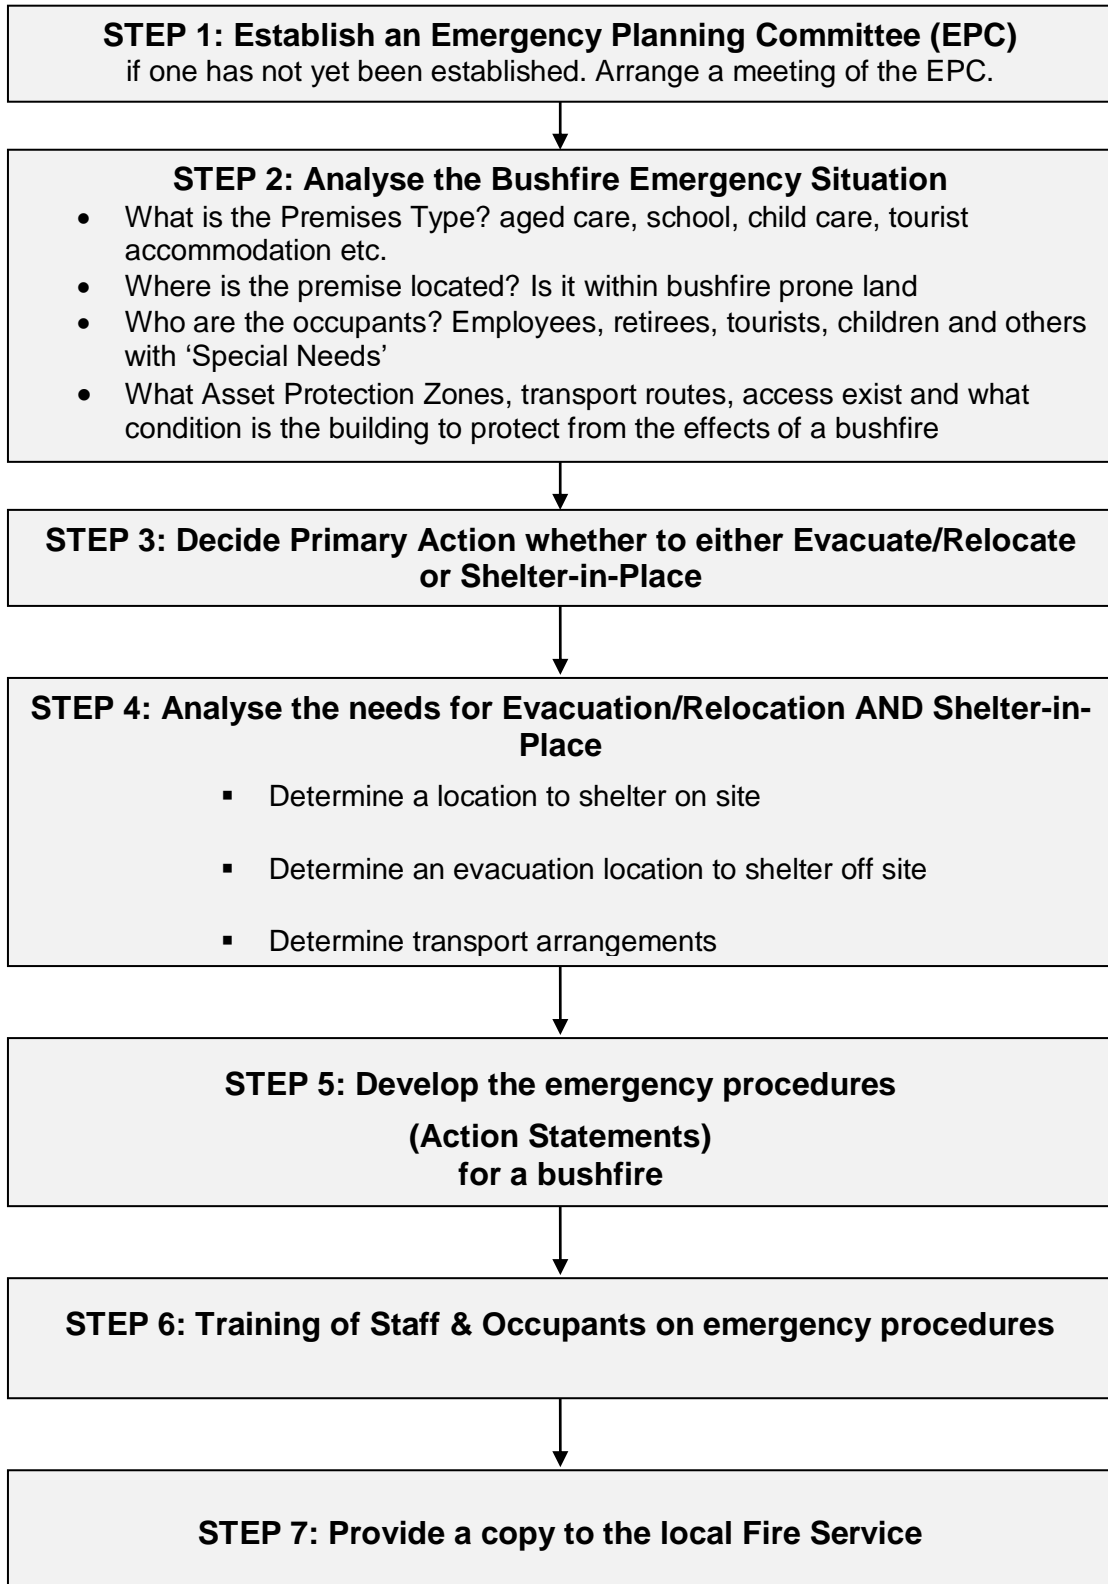 STEP 1: Establish an Emergency Planning Committee (EPC)
if one has not yet been established. Arrange a meeting of the EPC.
STEP 2: Analyse the Bushfire Emergency Situation
• What is the Premises Type? aged care, school, child care, tourist
accommodation etc.
• Where is the premise located? Is it within bushfire prone land
• Who are the occupants? Employees, retirees, tourists, children and others
with ‘Special Needs’
• What Asset Protection Zones, transport routes, access exist and what
condition is the building to protect from the effects of a bushfire
STEP 3: Decide Primary Action whether to either Evacuate/Relocate
or Shelter-in-Place
STEP 4: Analyse the needs for Evacuation/Relocation AND Shelter-in-
Place
▪ Determine a location to shelter on site
▪ Determine an evacuation location to shelter off site
▪ Determine transport arrangements
STEP 5: Develop the emergency procedures
(Action Statements)
for a bushfire
STEP 6: Training of Staff & Occupants on emergency procedures
STEP 7: Provide a copy to the local Fire Service